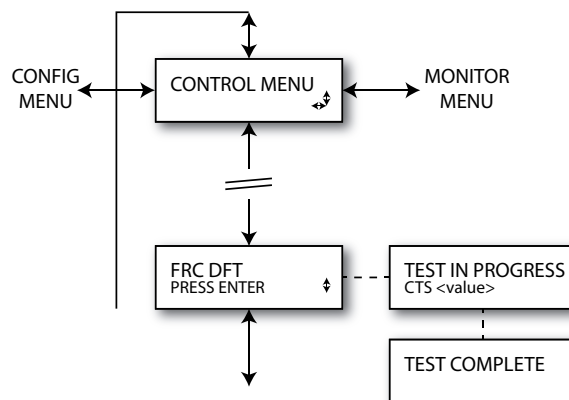 CONFIG
MENU
CONTROL MENU
MONITOR
MENU
FRC DFT
PRESS ENTER
TEST IN PROGRESS
CTS <value>
TEST COMPLETE